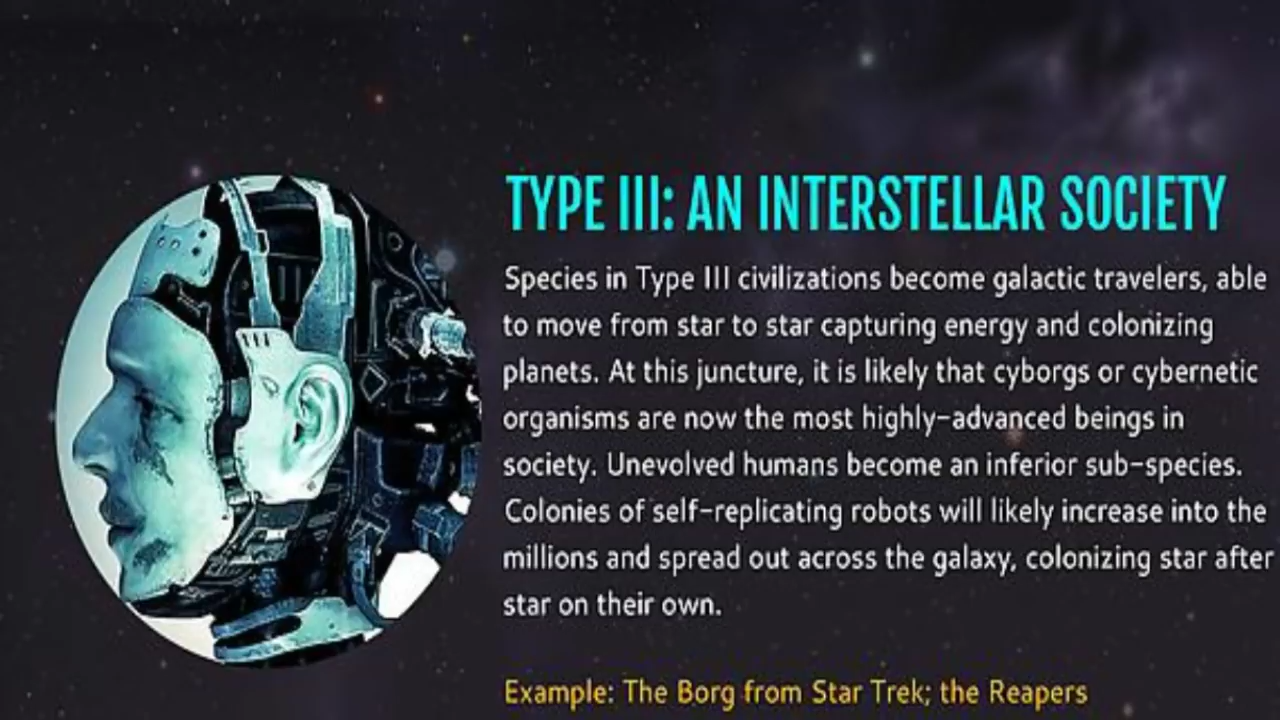 TYPE III: AN INTERSTELLAR SOCIETY
Species in Type III civilizations become galactic travelers, able
to move from star to star capturing energy and colonizing
planets. At this juncture, it is likely that cyborgs or cybernetic
organisms are now the most highly-advanced beings in
society. Unevolved humans become an inferior sub-species.
Colonies of self-replicating robots will likely increase into the
millions and spread out across the galaxy, colonizing star after
star on their own.
Example: The Borg from Star Trek; the Reapers